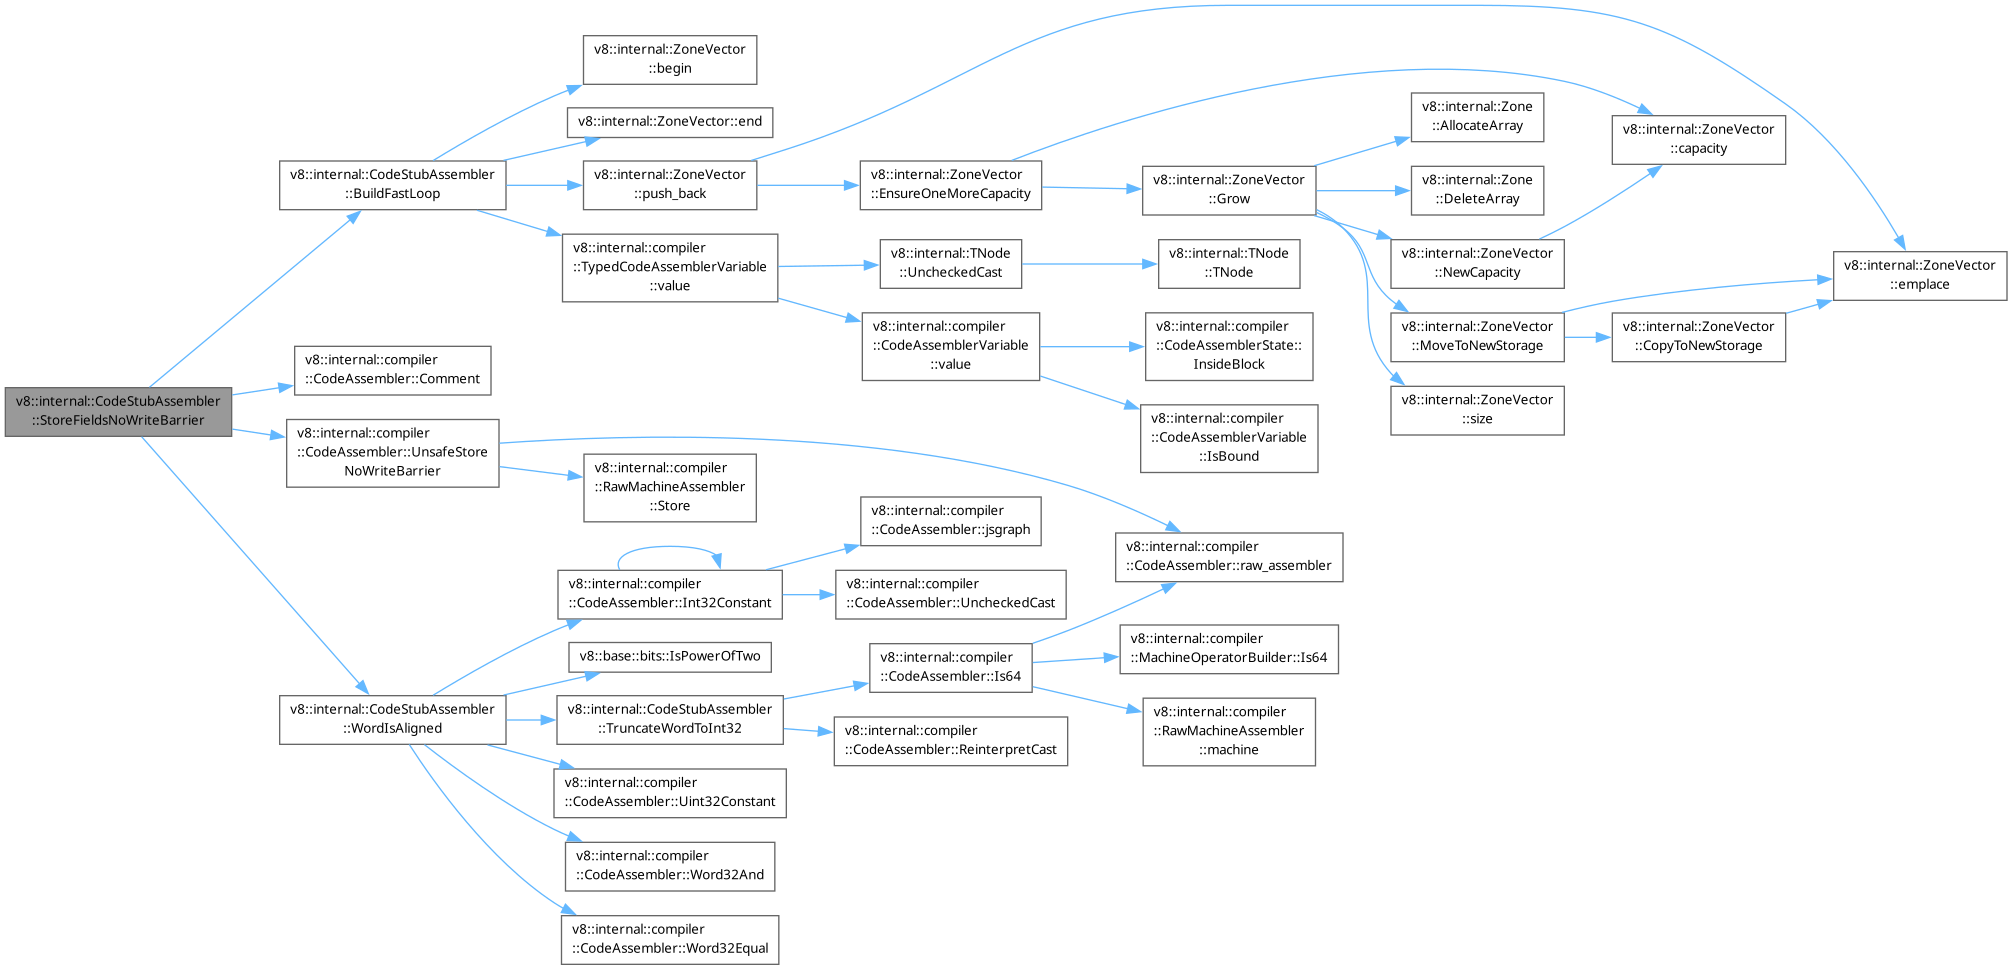 v8::internal::CodeStubAssembler
::StoreFieldsNoWriteBarrier
v8::internal::CodeStubAssembler
::BuildFastLoop
v8::internal::ZoneVector
::begin
v8::internal::ZoneVector::end
v8::internal::ZoneVector
::push_back
v8::internal::ZoneVector
::EnsureOneMoreCapacity
v8::internal::ZoneVector
::Grow
v8::internal::Zone
::AllocateArray
v8::internal::Zone
::DeleteArray
v8::internal::ZoneVector
::NewCapacity
v8::internal::ZoneVector
::capacity
v8::internal::ZoneVector
::MoveToNewStorage
v8::internal::ZoneVector
::CopyToNewStorage
v8::internal::ZoneVector
::emplace
v8::internal::ZoneVector
::size
v8::internal::compiler
::TypedCodeAssemblerVariable
::value
v8::internal::TNode
::UncheckedCast
v8::internal::TNode
::TNode
v8::internal::compiler
::CodeAssemblerVariable
::value
v8::internal::compiler
::CodeAssemblerState::
InsideBlock
v8::internal::compiler
::CodeAssemblerVariable
::IsBound
v8::internal::compiler
::CodeAssembler::Comment
v8::internal::compiler
::CodeAssembler::UnsafeStore
NoWriteBarrier
v8::internal::compiler
::RawMachineAssembler
::Store
v8::internal::compiler
::CodeAssembler::raw_assembler
v8::internal::CodeStubAssembler
::WordIsAligned
v8::internal::compiler
::CodeAssembler::Int32Constant
v8::internal::compiler
::CodeAssembler::jsgraph
v8::internal::compiler
::CodeAssembler::UncheckedCast
v8::base::bits::IsPowerOfTwo
v8::internal::CodeStubAssembler
::TruncateWordToInt32
v8::internal::compiler
::CodeAssembler::Is64
v8::internal::compiler
::MachineOperatorBuilder::Is64
v8::internal::compiler
::RawMachineAssembler
::machine
v8::internal::compiler
::CodeAssembler::ReinterpretCast
v8::internal::compiler
::CodeAssembler::Uint32Constant
v8::internal::compiler
::CodeAssembler::Word32And
v8::internal::compiler
::CodeAssembler::Word32Equal